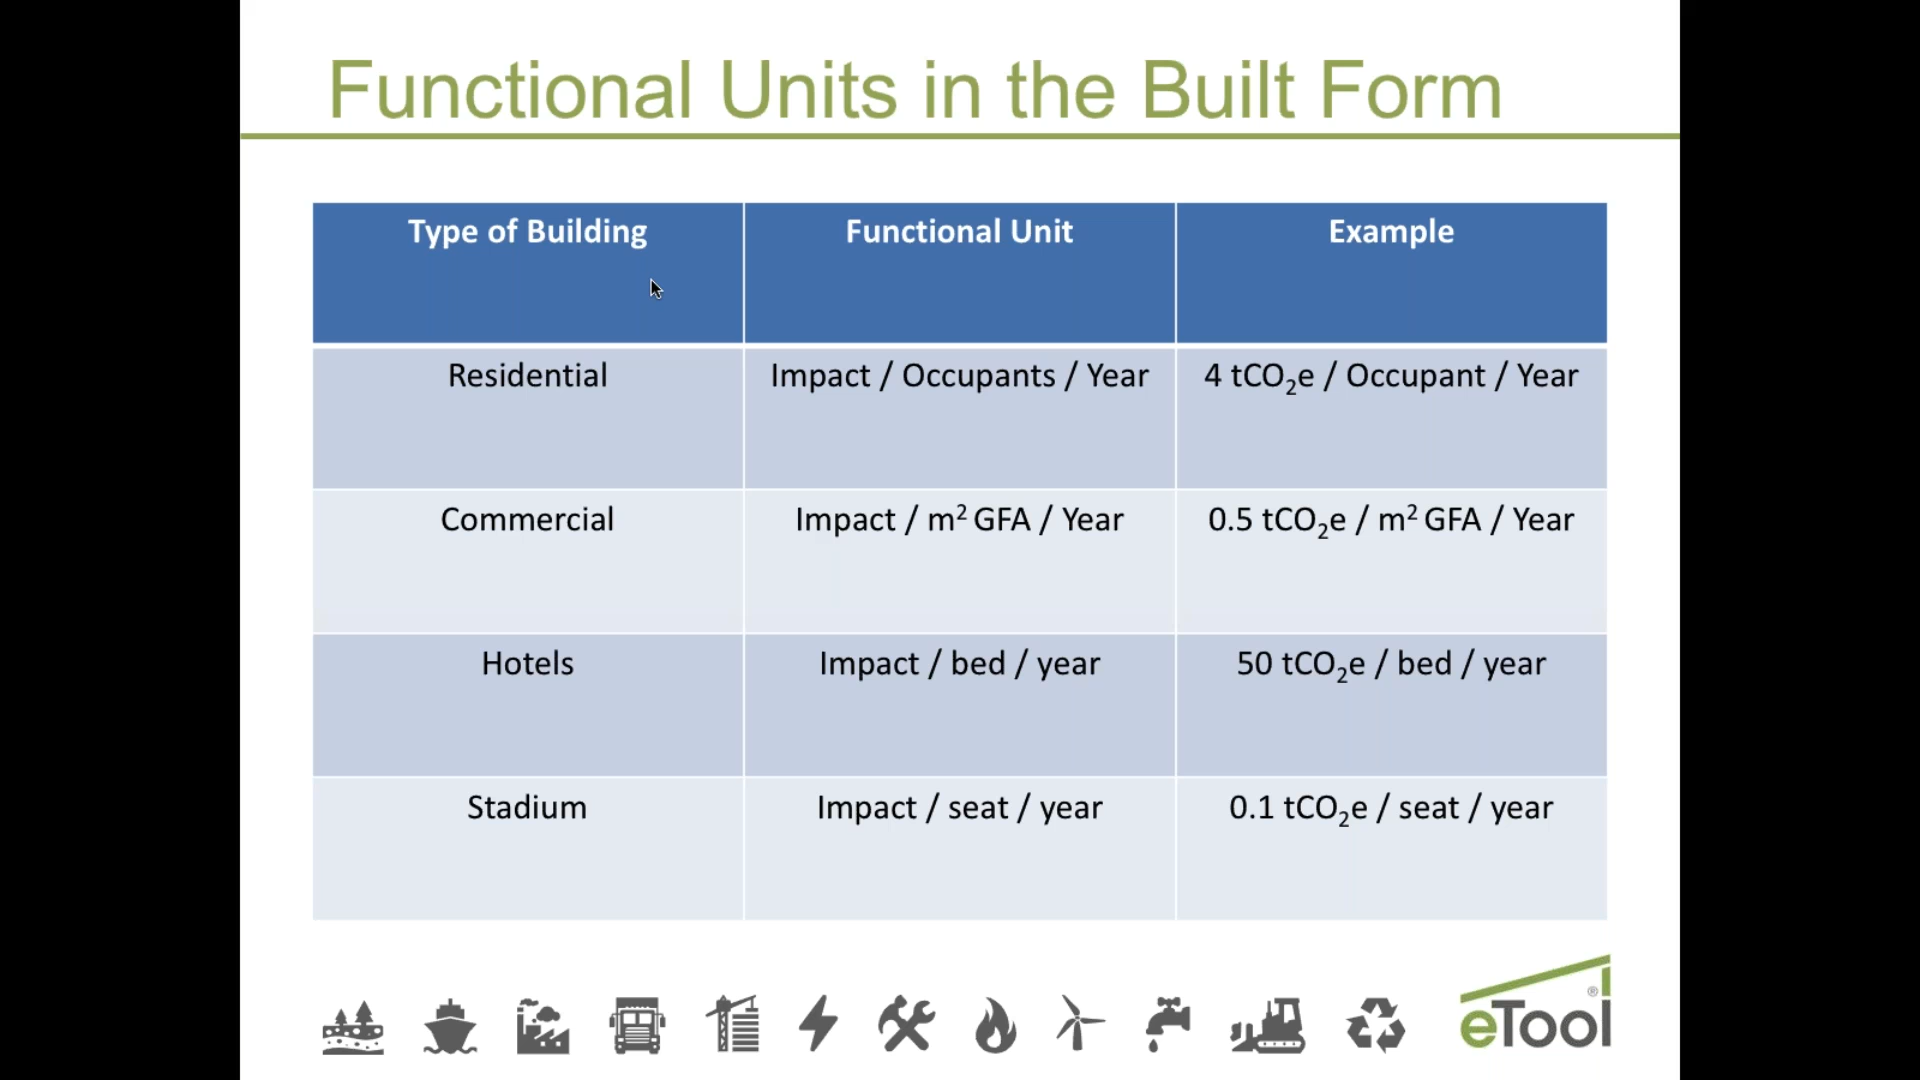 Functional Units in the Built Form
Type of Building Functional Unit Example
Residential Impact / Occupants / Year 4 tCO₂e / Occupant / Year
Commercial Impact / m² GFA / Year 0.5 tCO₂e / m² GFA / Year
Hotels Impact / bed / year 50 tCO₂e / bed / year
Stadium Impact / seat / year 0.1 tCO₂e / seat / year
eTool®